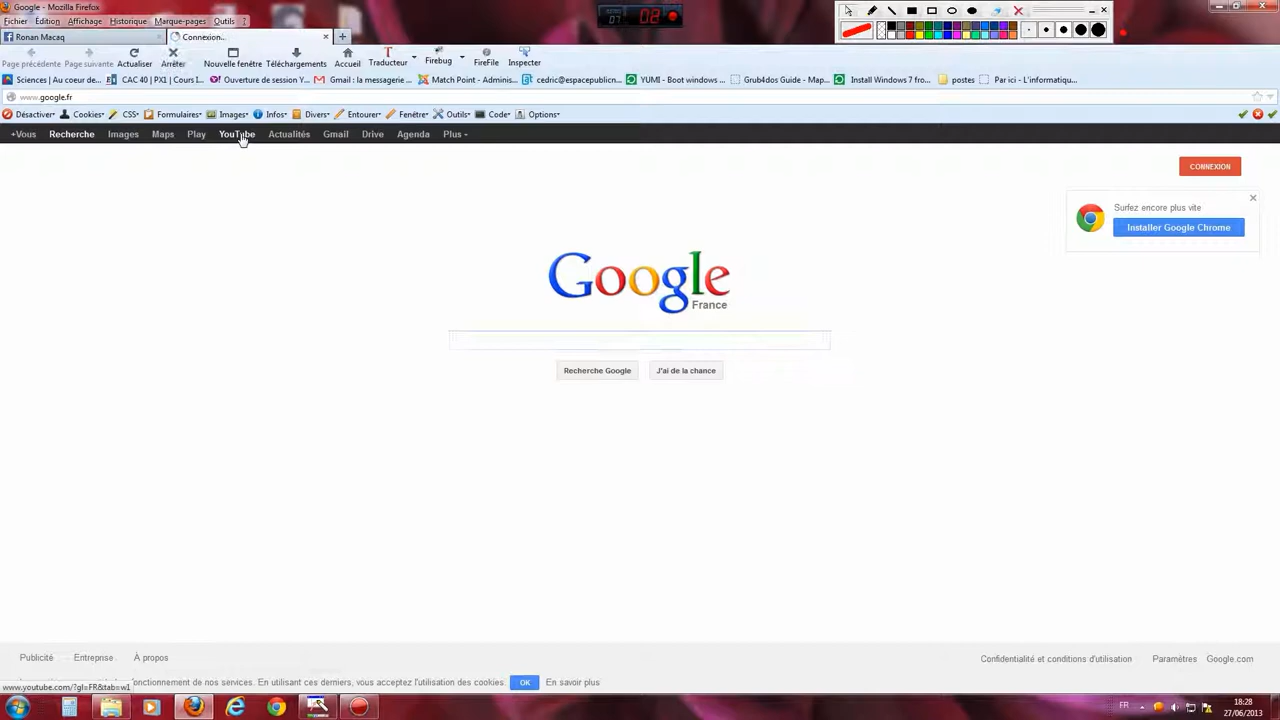 Google - Mozilla Firefox
Fichier Édition Affichage Historique Marque-pages Outils ?
Ronan Macaq Connexion...
Page précédente Page suivante Actualiser Arrêter Nouvelle fenêtre Téléchargements Accueil Traducteur Firebug FireFile Inspecter
Sciences | Au coeur de... CAC 40 | PX1 | Cours L... Ouverture de session Y... Gmail : la messagerie ... Match Point - Adminis... cedric@espacepublicn... YUMI - Boot windows ... Grub4dos Guide - Map... Install Windows 7 fro... postes Par ici - L'informatiqu...
www.google.fr
Désactiver Cookies CSS Formulaires Images Infos Divers Entourer Fenêtre Outils Code Options
+Vous Recherche Images Maps Play YouTube Actualités Gmail Drive Agenda Plus
CONNEXION
Surfez encore plus vite
Installer Google Chrome
Google
France
Recherche Google J'ai de la chance
Publicité Entreprise À propos Confidentialité et conditions d'utilisation Paramètres Google.com
fonctionnement de nos services. En utilisant ces derniers, vous acceptez l'utilisation des cookies. OK En savoir plus
www.youtube.com/?gl=FR&tab=w1
FR 18:28
27/06/2013